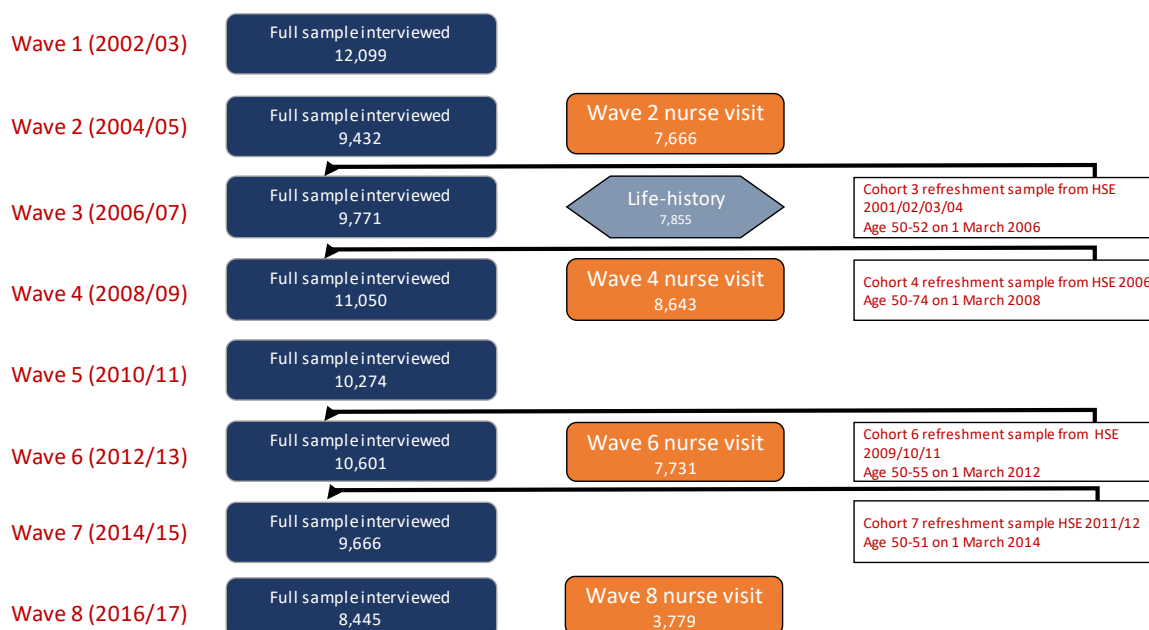 Wave 1 (2002/03)
Full sample interviewed
12,099
Wave 2 (2004/05)
Full sample interviewed
9,432
Wave 2 nurse visit
7,666
Wave 3 (2006/07)
Full sample interviewed
9,771
Life-history
7,855
Cohort 3 refreshment sample from HSE
2001/02/03/04
Age 50-52 on 1 March 2006
Wave 4 (2008/09)
Full sample interviewed
11,050
Wave 4 nurse visit
8,643
Cohort 4 refreshment sample from HSE 2006
Age 50-74 on 1 March 2008
Wave 5 (2010/11)
Full sample interviewed
10,274
Wave 6 (2012/13)
Full sample interviewed
10,601
Wave 6 nurse visit
7,731
Cohort 6 refreshment sample from HSE
2009/10/11
Age 50-55 on 1 March 2012
Wave 7 (2014/15)
Full sample interviewed
9,666
Cohort 7 refreshment sample HSE 2011/12
Age 50-51 on 1 March 2014
Wave 8 (2016/17)
Full sample interviewed
8,445
Wave 8 nurse visit
3,779